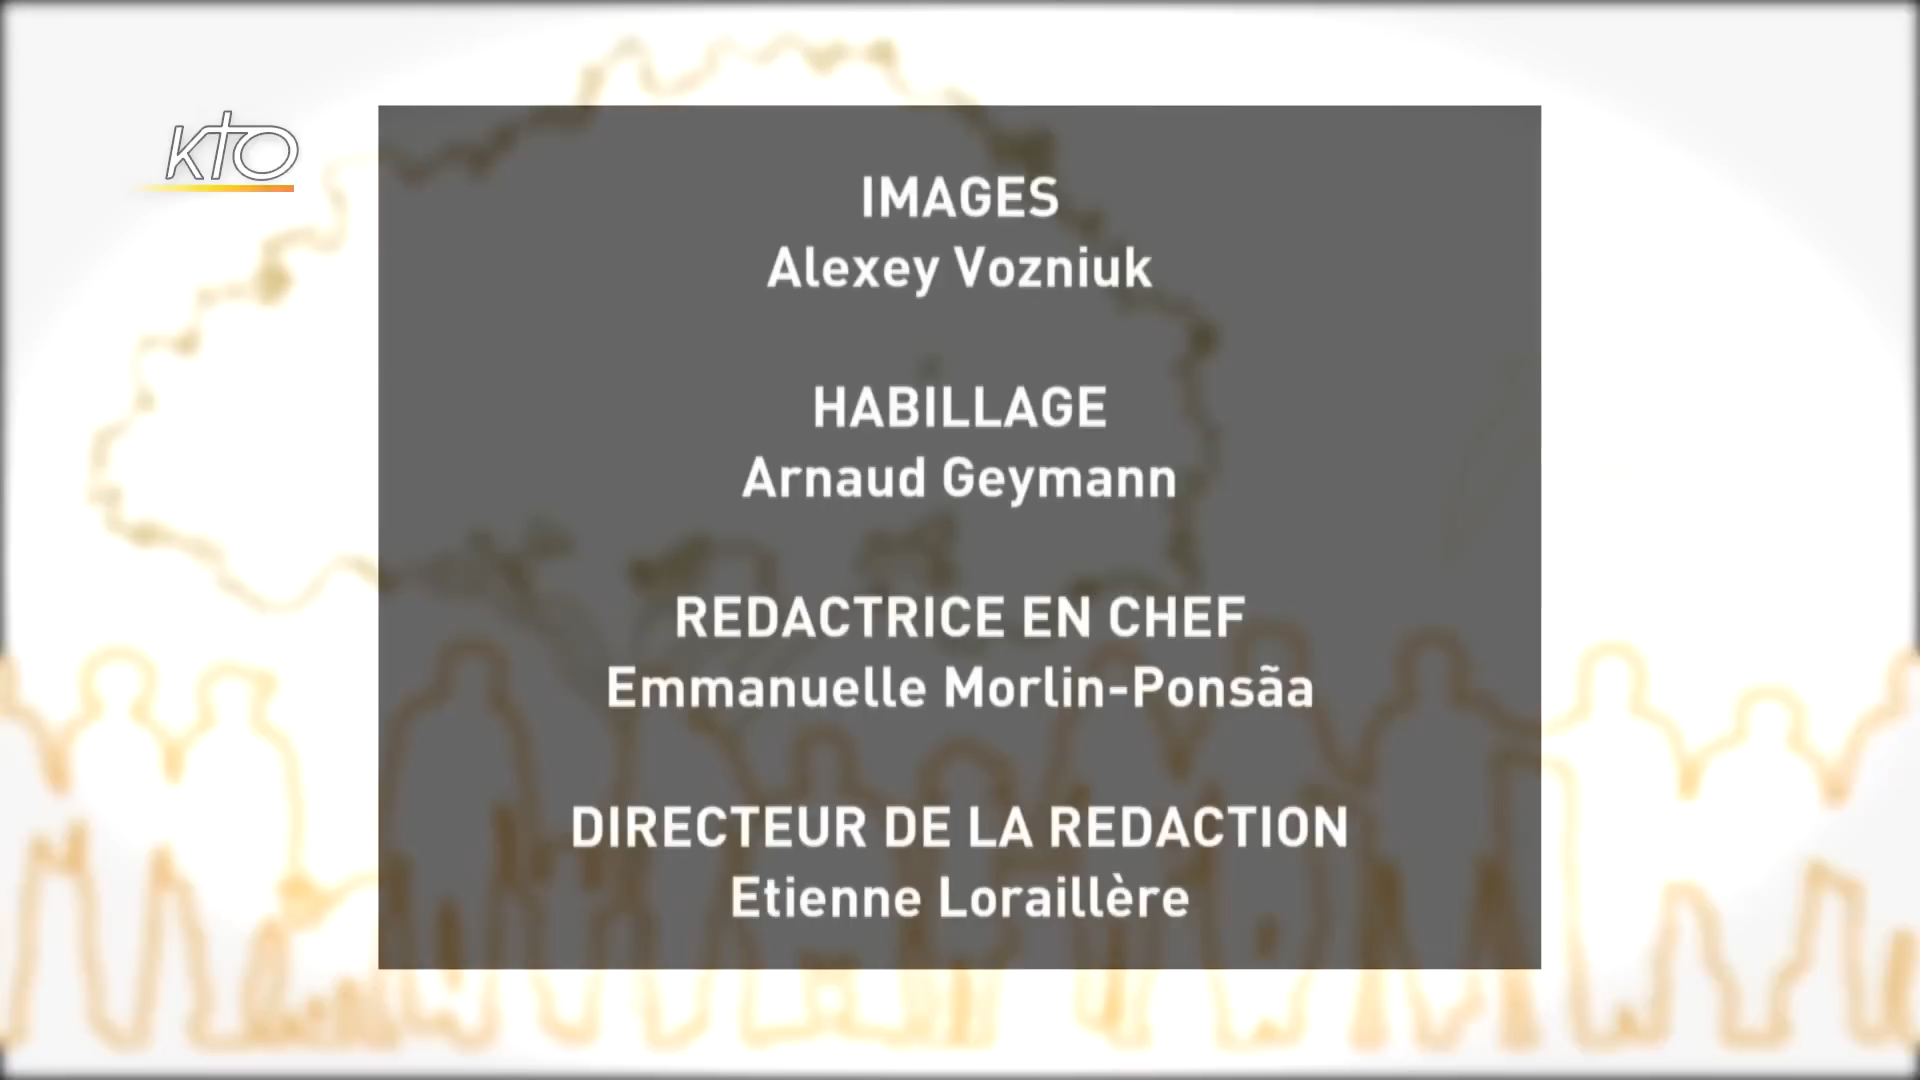 KTO
IMAGES
Alexey Vozniuk
HABILLAGE
Arnaud Geymann
REDACTRICE EN CHEF
Emmanuelle Morlin-Ponsãa
DIRECTEUR DE LA REDACTION
Etienne Loraillère